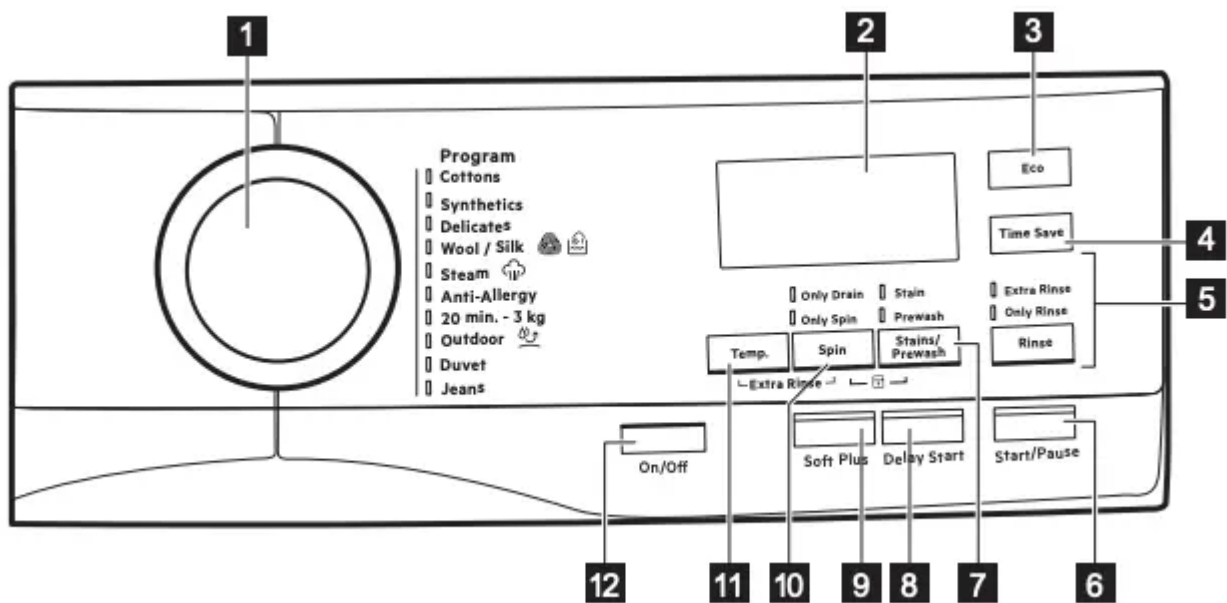 1
2
3
Program
Cottons
Synthetics
Delicates
Wool / Silk
Steam
Anti-Allergy
20 min. - 3 kg
Outdoor
Duvet
Jeans
Eco
Time Save
4
5
Only Drain
Only Spin
Stain
Prewash
Extra Rinse
Only Rinse
Temp.
Spin
Stains/
Prewash
Rinse
Extra Rinse
On/Off
Soft Plus
Delay Start
Start/Pause
12
11
10
9
8
7
6